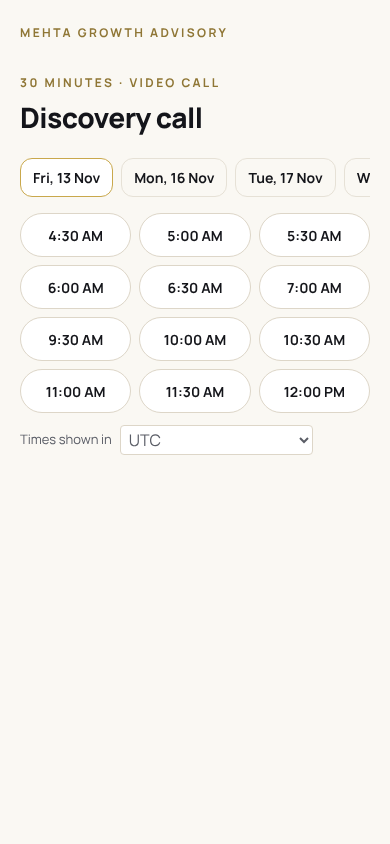 MEHTA GROWTH ADVISORY
30 MINUTES · VIDEO CALL
Discovery call
Fri, 13 Nov Mon, 16 Nov Tue, 17 Nov W
4:30 AM 5:00 AM 5:30 AM
6:00 AM 6:30 AM 7:00 AM
9:30 AM 10:00 AM 10:30 AM
11:00 AM 11:30 AM 12:00 PM
Times shown in UTC